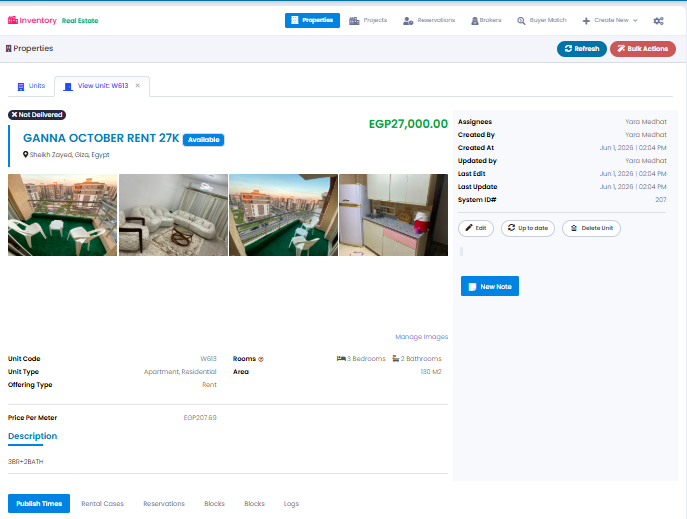 Inventory Real Estate
Properties
Projects
Reservations
Brokers
Buyer Match
Create New
Properties
Refresh
Bulk Actions
Units
View Unit: W613 ×
Not Delivered
EGP27,000.00
GANNA OCTOBER RENT 27K Available
Sheikh Zayed, Giza, Egypt
Manage Images
Unit Code W613
Unit Type Apartment, Residential
Offering Type Rent
Rooms 3 Bedrooms 2 Bathrooms
Area 130 M2
Price Per Meter EGP207.69
Description
3BR+2BATH
Publish Times
Rental Cases
Reservations
Blocks
Blocks
Logs
Assignees Yara Medhat
Created By Yara Medhat
Created At Jun 1, 2026 | 02:04 PM
Updated by Yara Medhat
Last Edit Jun 1, 2026 | 02:04 PM
Last Update Jun 1, 2026 | 02:04 PM
System ID# 207
Edit
Up to date
Delete Unit
New Note